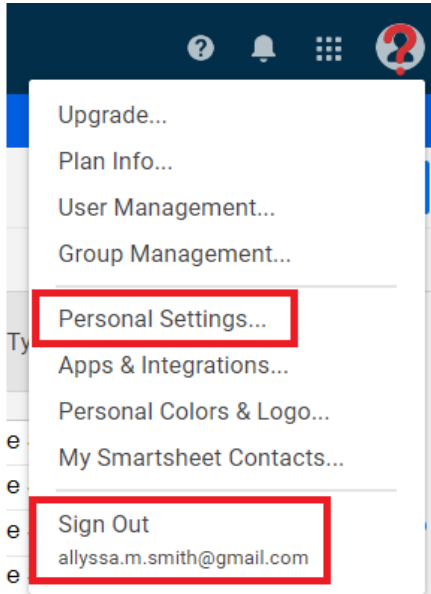 ?
?
Upgrade...
Plan Info...
User Management...
Group Management...
Personal Settings...
Ty
Apps & Integrations...
Personal Colors & Logo...
e
My Smartsheet Contacts...
e
Sign Out
e
allyssa.m.smith@gmail.com
e